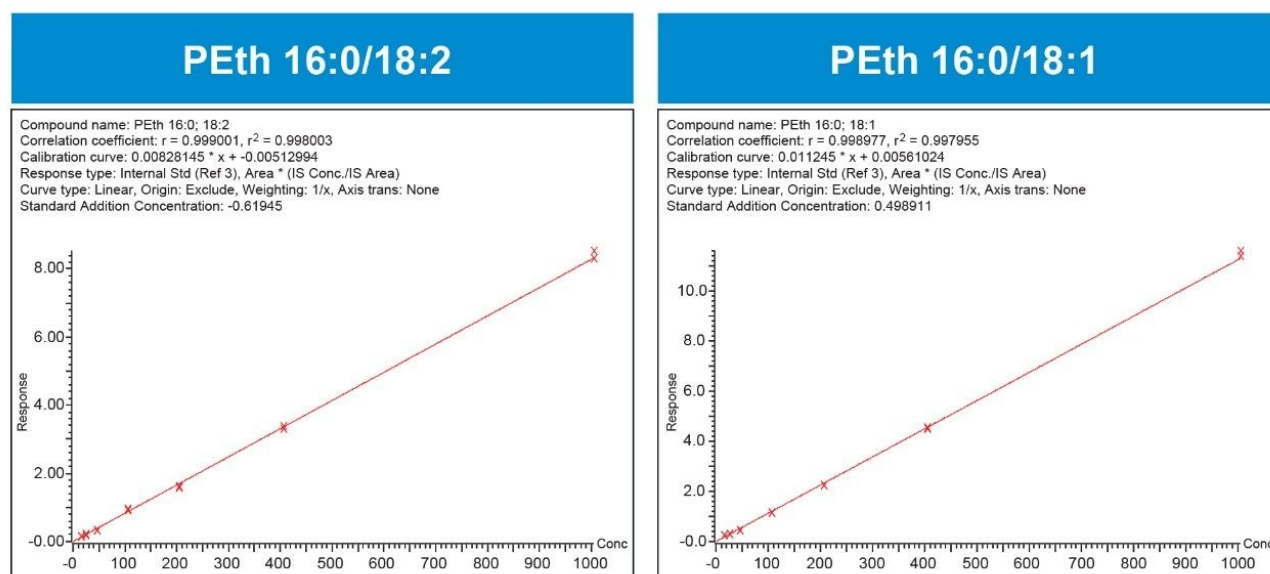 PEth 16:0/18:2
Compound name: PEth 16:0; 18:2
Correlation coefficient: r = 0.999001, r² = 0.998003
Calibration curve: 0.00828145 * x + -0.00512994
Response type: Internal Std (Ref 3), Area * (IS Conc./IS Area)
Curve type: Linear, Origin: Exclude, Weighting: 1/x, Axis trans: None
Standard Addition Concentration: -0.61945
8.00
6.00
4.00
2.00
-0.00
Response
Conc
-0 100 200 300 400 500 600 700 800 900 1000
PEth 16:0/18:1
Compound name: PEth 16:0; 18:1
Correlation coefficient: r = 0.998977, r² = 0.997955
Calibration curve: 0.011245 * x + 0.00561024
Response type: Internal Std (Ref 3), Area * (IS Conc./IS Area)
Curve type: Linear, Origin: Exclude, Weighting: 1/x, Axis trans: None
Standard Addition Concentration: 0.498911
10.0
8.0
6.0
4.0
2.0
-0.0
Response
Conc
-0 100 200 300 400 500 600 700 800 900 1000